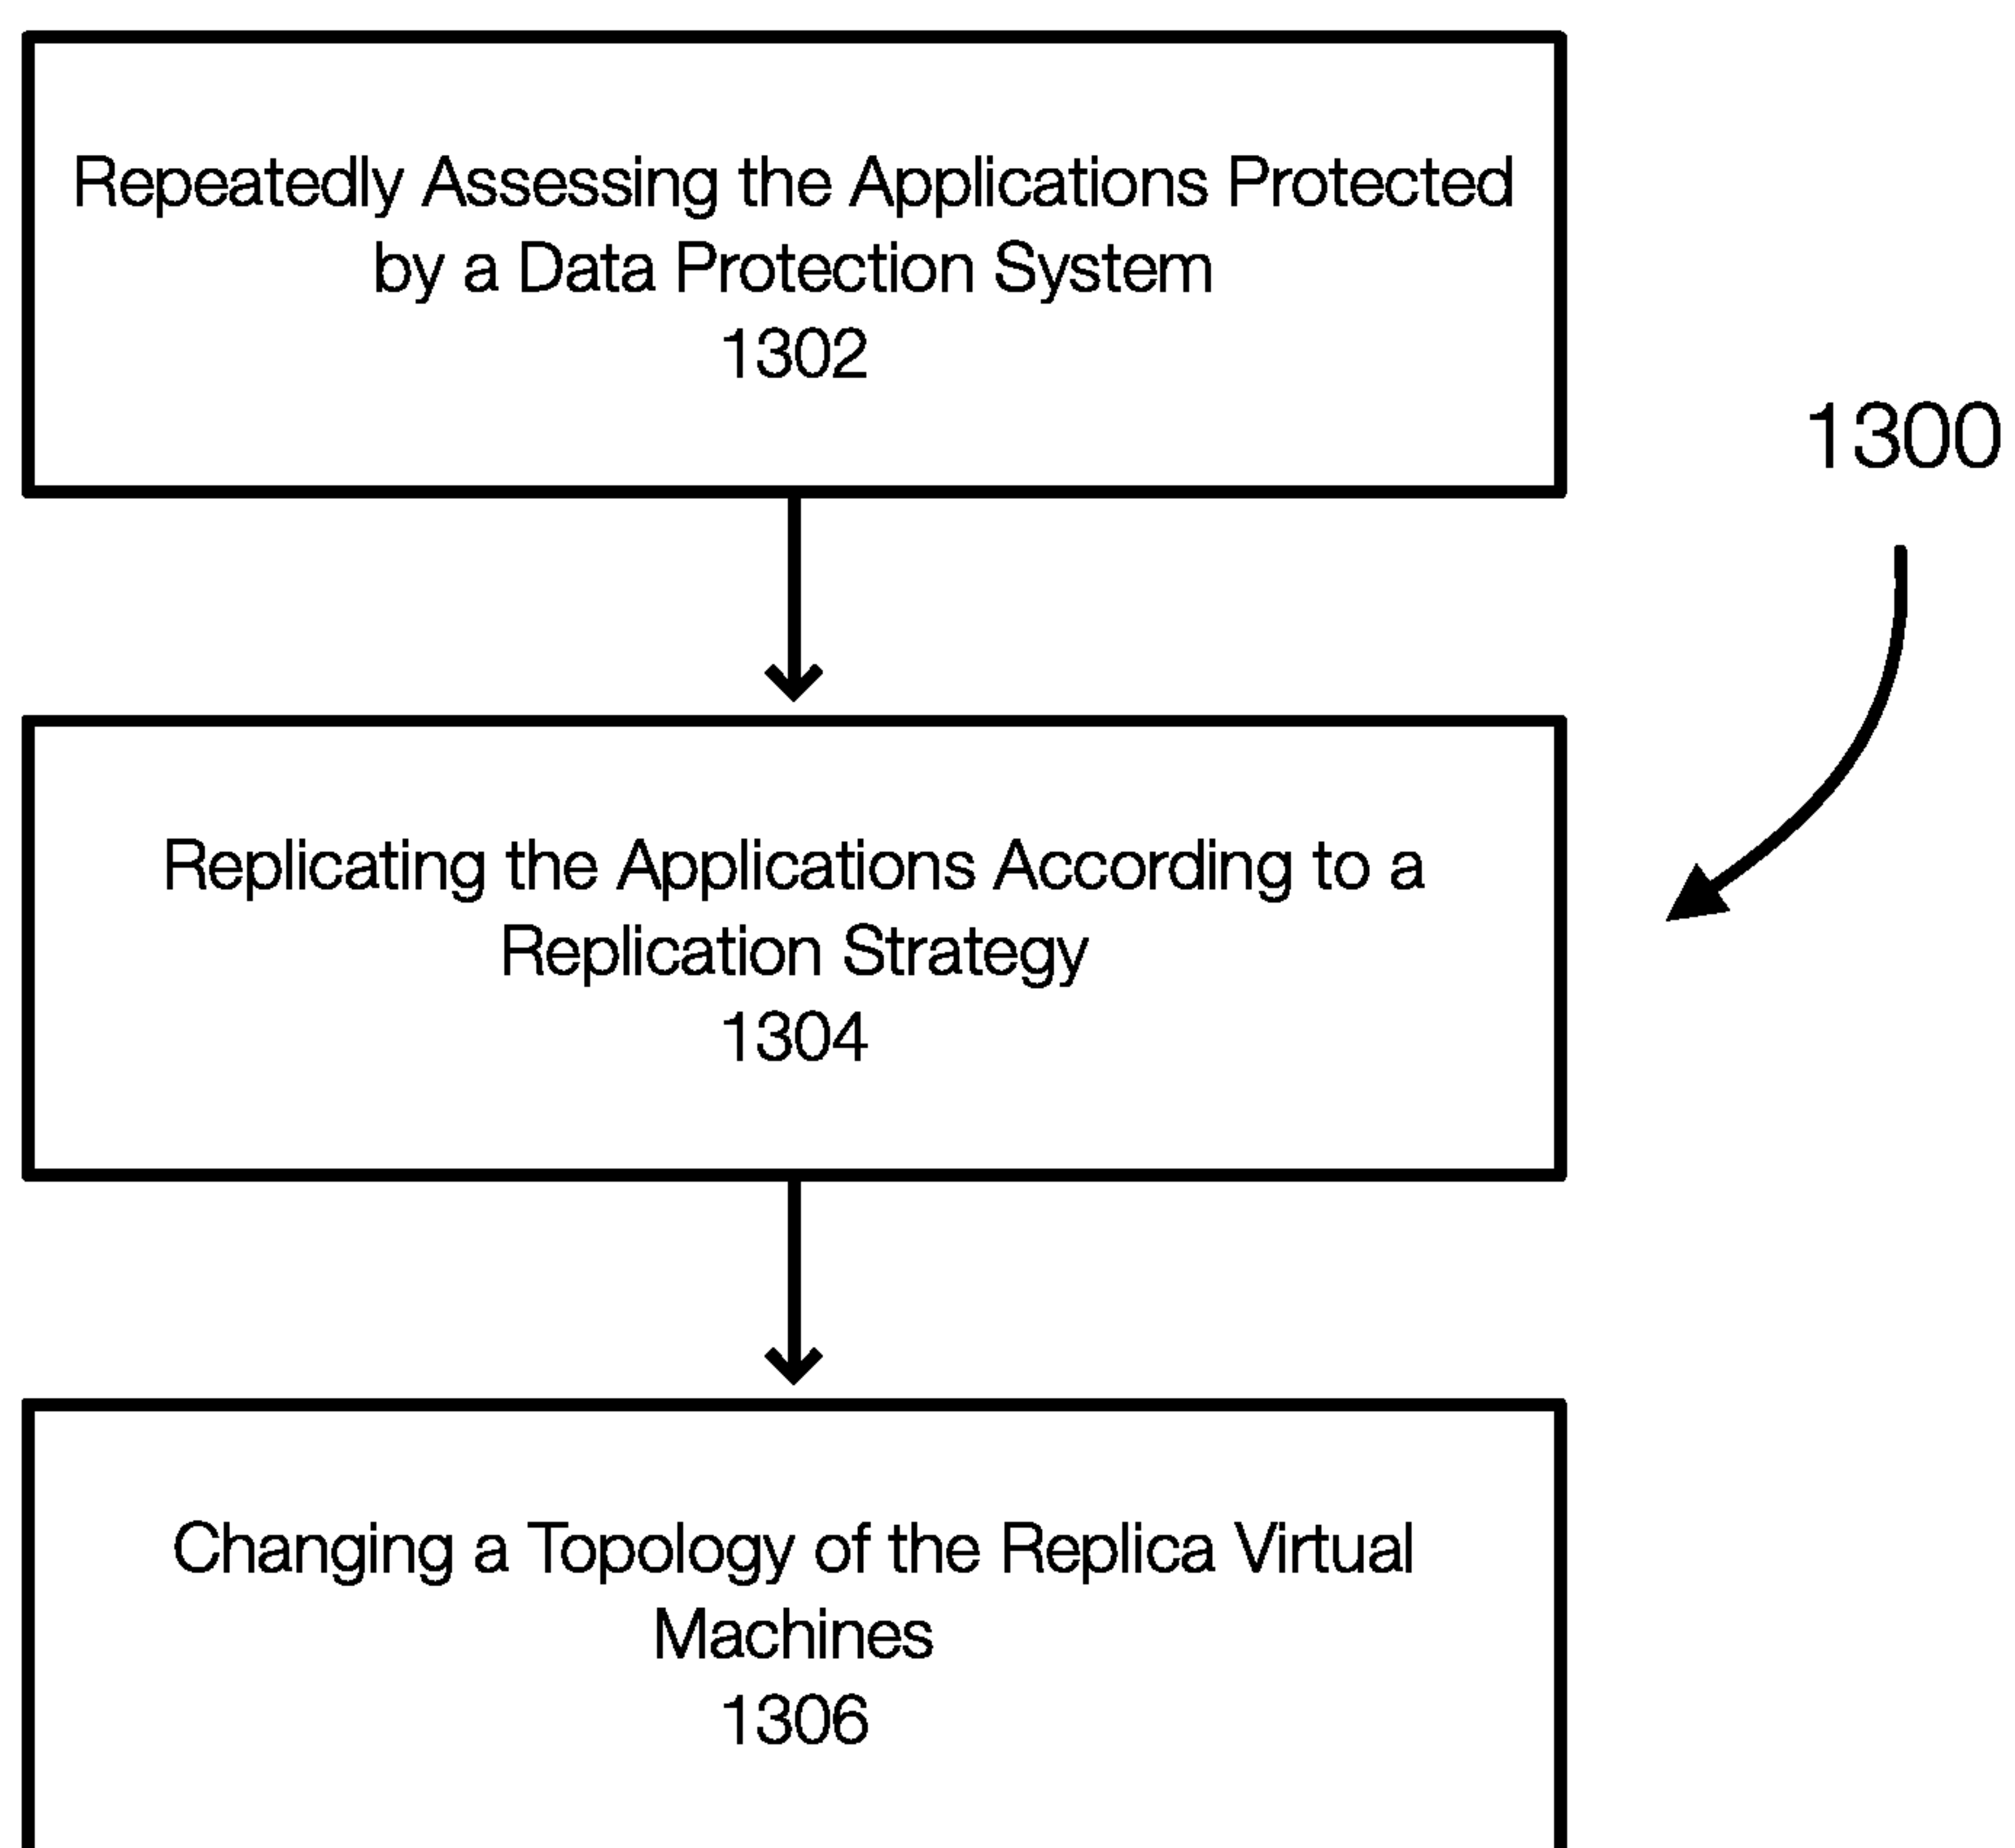 Repeatedly Assessing the Applications Protected
by a Data Protection System
1302
1300
Replicating the Applications According to a
Replication Strategy
1304
Changing a Topology of the Replica Virtual
Machines
1306